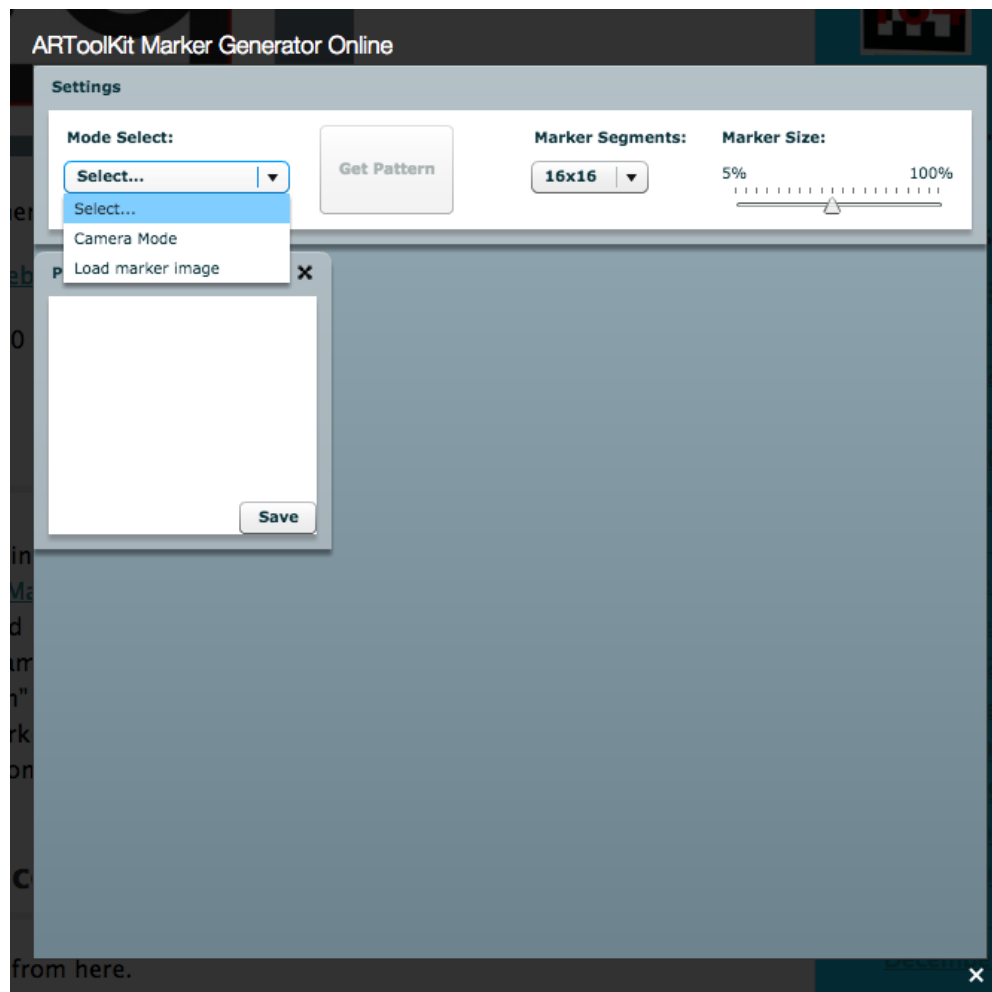 ARToolKit Marker Generator Online
Settings
Mode Select:
Get Pattern
Marker Segments:
Marker Size:
Select...
16x16
5%
100%
Select...
Camera Mode
Load marker image
P
Save
from here.